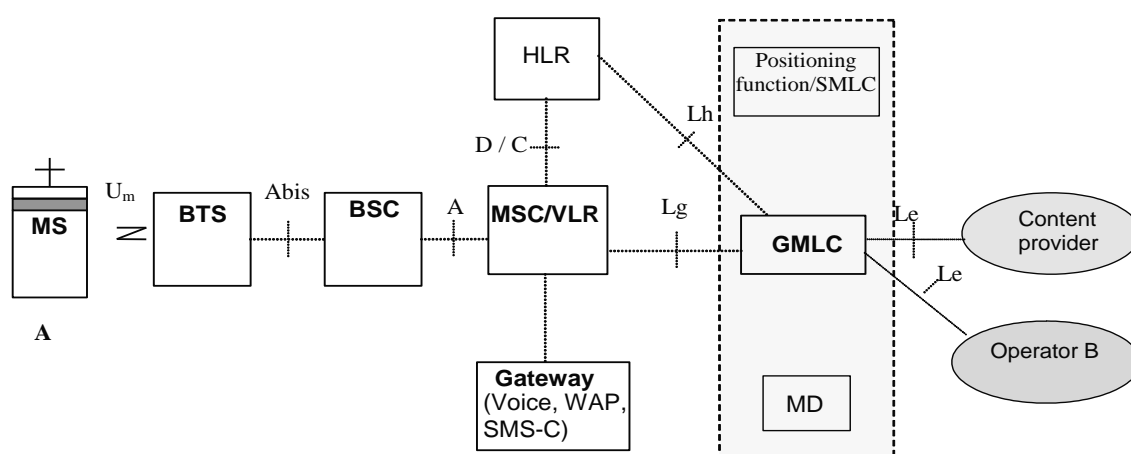 HLR
Positioning
function/SMLC
Lh
D / C
U_m
Abis
A
Lg
Le
MS
BTS
BSC
MSC/VLR
GMLC
Content
provider
Le
A
Operator B
Gateway
(Voice, WAP,
SMS-C)
MD